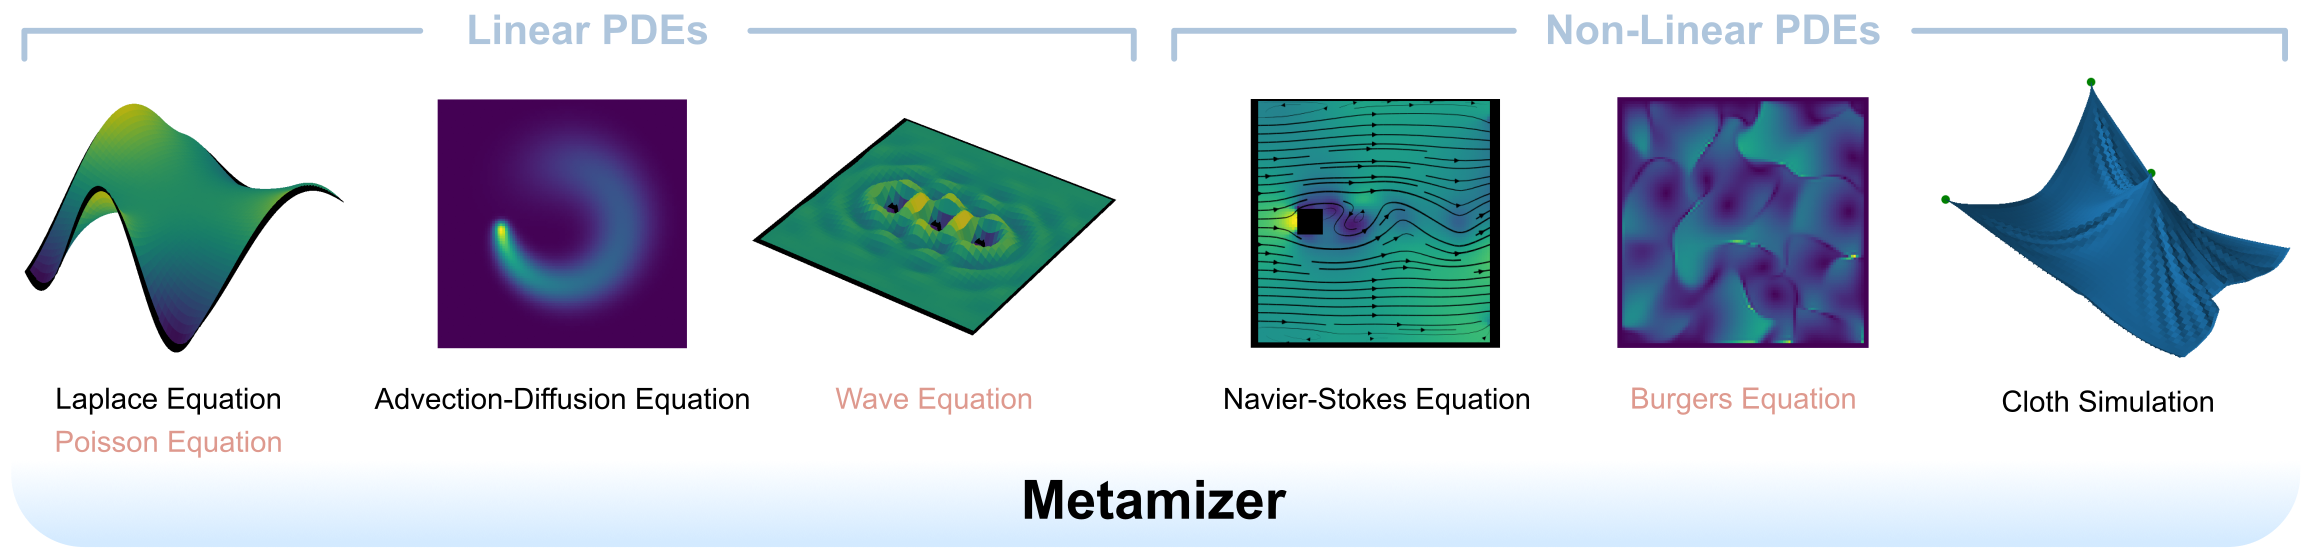 Linear PDEs
Non-Linear PDEs
Laplace Equation
Poisson Equation
Advection-Diffusion Equation
Wave Equation
Navier-Stokes Equation
Burgers Equation
Cloth Simulation
Metamizer